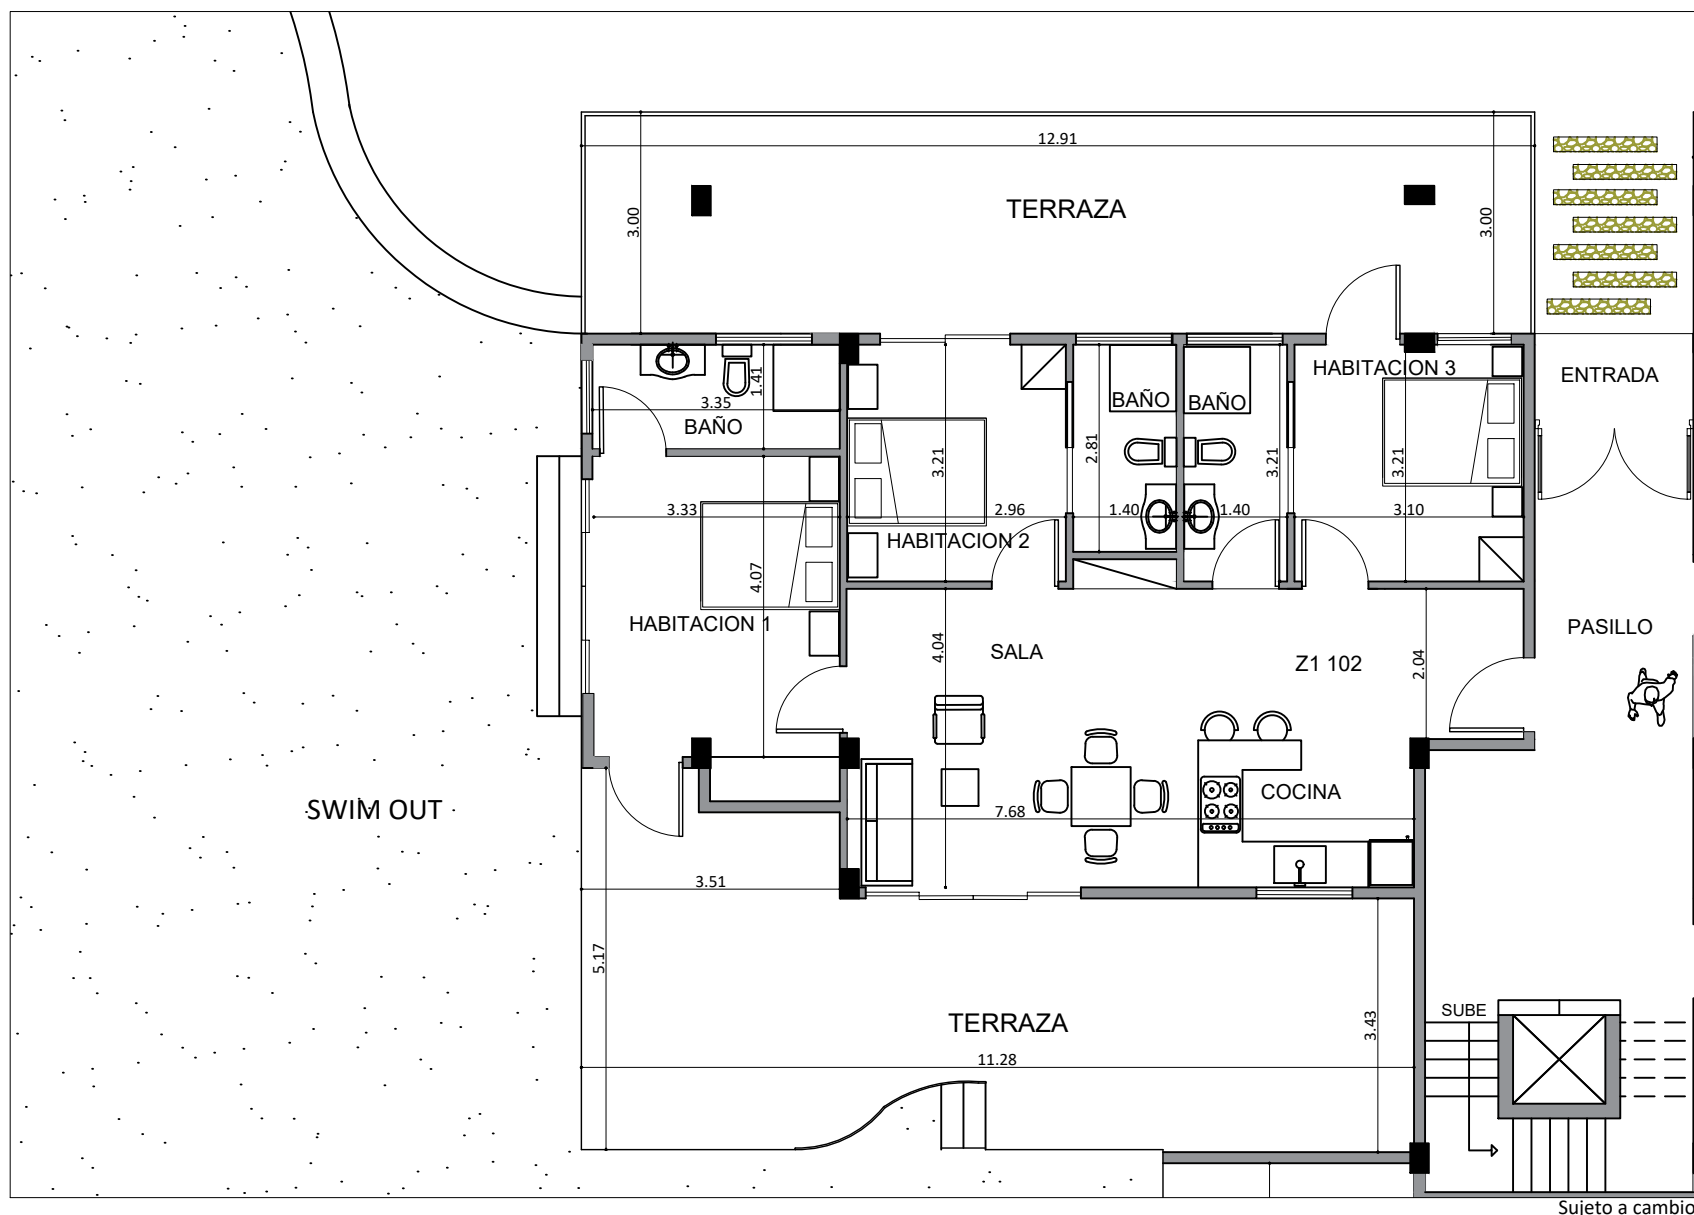 12.91
TERRAZA
3.00
3.00
HABITACION 3
ENTRADA
1.41
3.35
BAÑO
BAÑO
BAÑO
3.21
2.81
3.21
3.21
3.33
2.96
1.40
1.40
3.10
HABITACION 2
4.07
HABITACION 1
SALA
4.04
Z1 102
2.04
PASILLO
COCINA
SWIM OUT
7.68
3.51
5.17
TERRAZA
3.43
SUBE
11.28
Sujeto a cambio